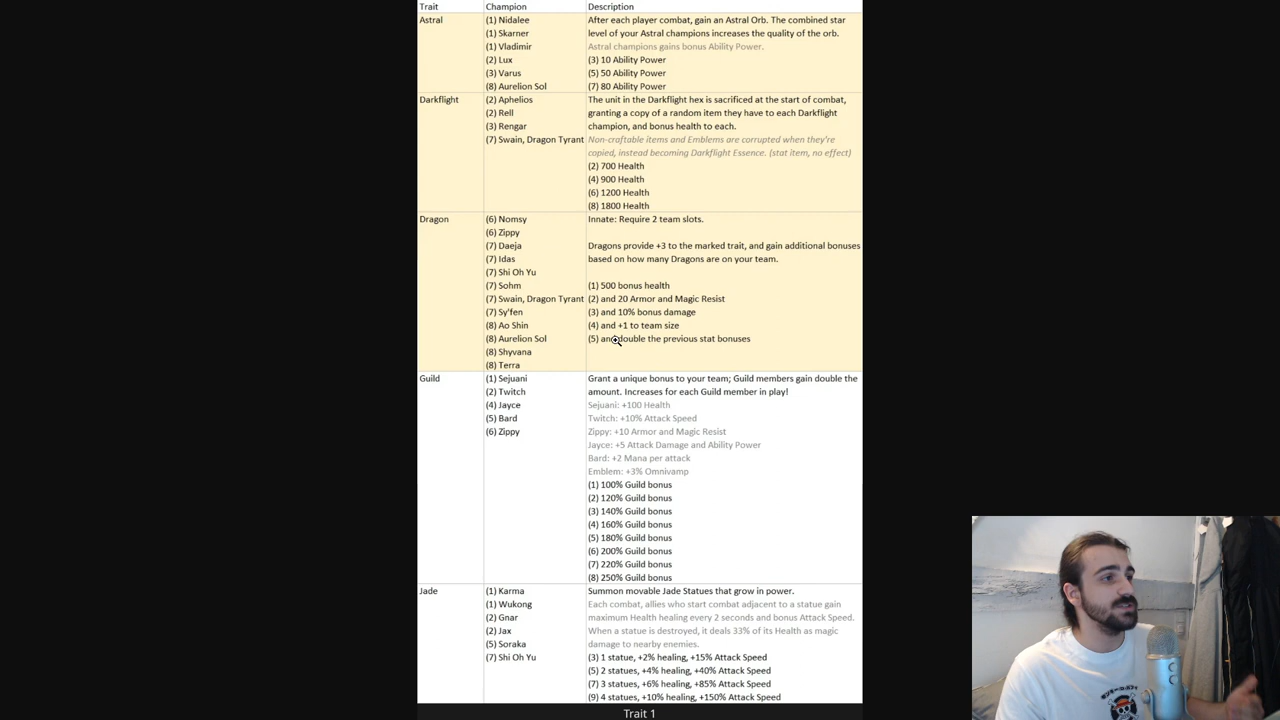 Trait Champion Description
Astral (1) Nidalee After each player combat, gain an Astral Orb. The combined star
(1) Skarner level of your Astral champions increases the quality of the orb.
(1) Vladimir Astral champions gains bonus Ability Power.
(2) Lux (3) 10 Ability Power
(3) Varus (5) 50 Ability Power
(8) Aurelion Sol (7) 80 Ability Power
Darkflight (2) Aphelios The unit in the Darkflight hex is sacrificed at the start of combat,
(2) Rell granting a copy of a random item they have to each Darkflight
(3) Rengar champion, and bonus health to each.
(7) Swain, Dragon Tyrant Non-craftable items and Emblems are corrupted when they're
copied, instead becoming Darkflight Essence. (stat item, no effect)
(2) 700 Health
(4) 900 Health
(6) 1200 Health
(8) 1800 Health
Dragon (6) Nomsy Innate: Require 2 team slots.
(6) Zippy
(7) Daeja Dragons provide +3 to the marked trait, and gain additional bonuses
(7) Idas based on how many Dragons are on your team.
(7) Shi Oh Yu
(7) Sohm (1) 500 bonus health
(7) Swain, Dragon Tyrant (2) and 20 Armor and Magic Resist
(7) Sy'fen (3) and 10% bonus damage
(8) Ao Shin (4) and +1 to team size
(8) Aurelion Sol (5) and double the previous stat bonuses
(8) Shyvana
(8) Terra
Guild (1) Sejuani Grant a unique bonus to your team; Guild members gain double the
(2) Twitch amount. Increases for each Guild member in play!
(4) Jayce Sejuani: +100 Health
(5) Bard Twitch: +10% Attack Speed
(6) Zippy Zippy: +10 Armor and Magic Resist
Jayce: +5 Attack Damage and Ability Power
Bard: +2 Mana per attack
Emblem: +3% Omnivamp
(1) 100% Guild bonus
(2) 120% Guild bonus
(3) 140% Guild bonus
(4) 160% Guild bonus
(5) 180% Guild bonus
(6) 200% Guild bonus
(7) 220% Guild bonus
(8) 250% Guild bonus
Jade (1) Karma Summon movable Jade Statues that grow in power.
(1) Wukong Each combat, allies who start combat adjacent to a statue gain
(2) Gnar maximum Health healing every 2 seconds and bonus Attack Speed.
(2) Jax When a statue is destroyed, it deals 33% of its Health as magic
(5) Soraka damage to nearby enemies.
(7) Shi Oh Yu (3) 1 statue, +2% healing, +15% Attack Speed
(5) 2 statues, +4% healing, +40% Attack Speed
(7) 3 statues, +6% healing, +85% Attack Speed
(9) 4 statues, +10% healing, +150% Attack Speed
Trait 1